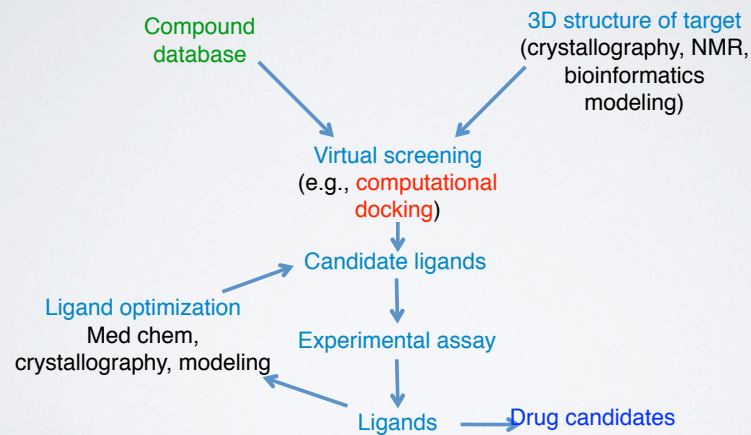 Compound
database
3D structure of target
(crystallography, NMR,
bioinformatics
modeling)
Virtual screening
(e.g., computational
docking)
Candidate ligands
Ligand optimization
Med chem,
crystallography, modeling
Experimental assay
Ligands
Drug candidates